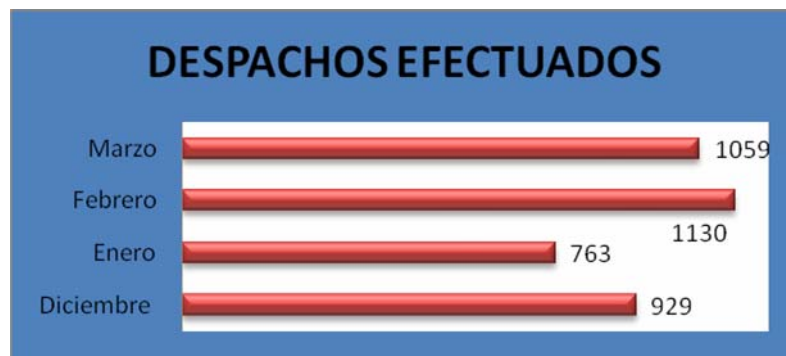 DESPACHOS EFECTUADOS
Marzo 1059
Febrero 1130
Enero 763
Diciembre 929